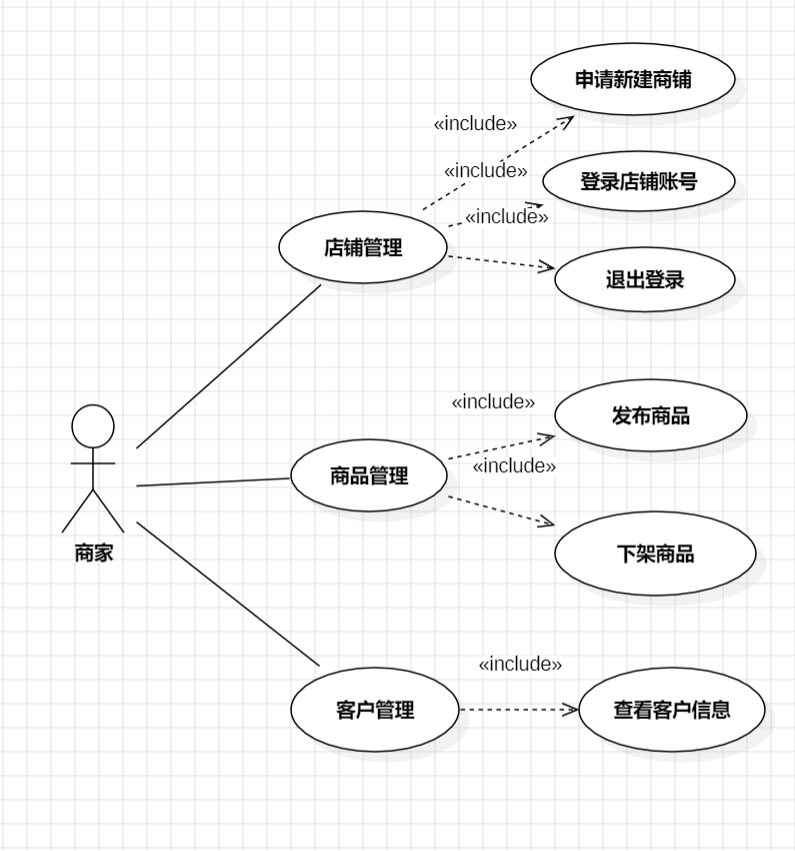 申请新建商铺
«include»
«include»
登录店铺账号
«include»
店铺管理
退出登录
«include»
发布商品
«include»
商品管理
商家
下架商品
«include»
客户管理
查看客户信息